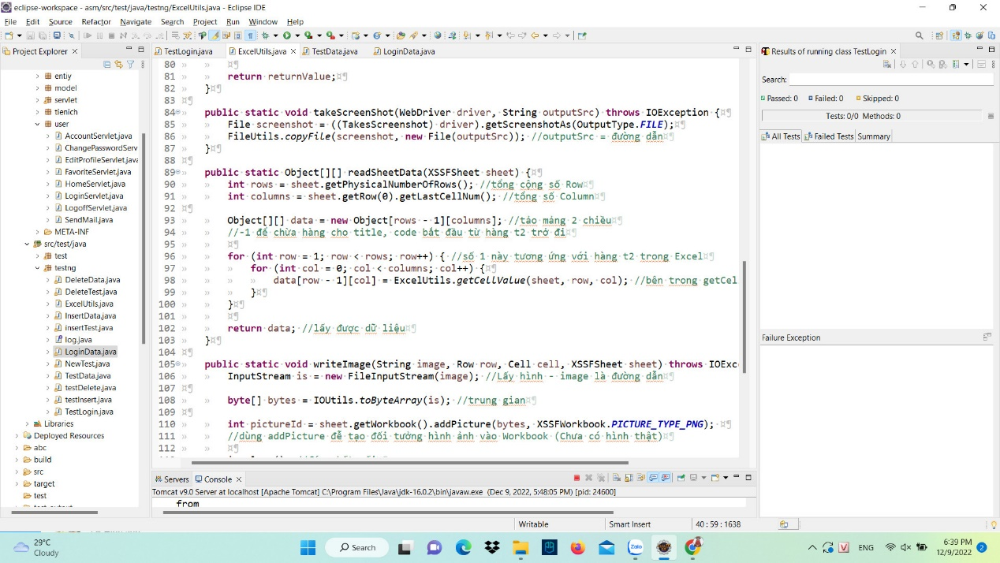 eclipse-workspace - asm/src/test/java/testng/ExcelUtils.java - Eclipse IDE
File Edit Source Refactor Navigate Search Project Run Window Help
Project Explorer
entiy
model
servlet
tienich
user
AccountServlet.java
ChangePasswordServ
EditProfileServlet.java
FavoriteServlet.java
HomeServlet.java
LoginServlet.java
LogoffServlet.java
SendMail.java
META-INF
src/test/java
test
testng
DeleteData.java
DeleteTest.java
ExcelUtils.java
InsertData.java
insertTest.java
log.java
LoginData.java
NewTest.java
TestData.java
testDelete.java
testInsert.java
TestLogin.java
Libraries
Deployed Resources
abc
build
src
target
test
TestLogin.java ExcelUtils.java TestData.java LoginData.java
80
81 return returnValue;
82 }
83
84 public static void takeScreenShot(WebDriver driver, String outputSrc) throws IOException {
85 File screenshot = ((TakesScreenshot) driver).getScreenshotAs(OutputType.FILE);
86 FileUtils.copyFile(screenshot, new File(outputSrc)); //outputSrc = đường dẫn
87 }
88
89 public static Object[][] readSheetData(XSSFSheet sheet) {
90 int rows = sheet.getPhysicalNumberOfRows(); //tổng cộng số Row
91 int columns = sheet.getRow(0).getLastCellNum(); //tổng số Column
92
93 Object[][] data = new Object[rows - 1][columns]; //tạo mảng 2 chiều
94 //-1 để chừa hàng cho title, code bắt đầu từ hàng t2 trở đi
95
96 for (int row = 1; row < rows; row++) { //số 1 này tương ứng với hàng t2 trong Excel
97 for (int col = 0; col < columns; col++) {
98 data[row - 1][col] = ExcelUtils.getCellValue(sheet, row, col); //bên trong getCel
99 }
100 }
101
102 return data; //lấy được dữ liệu
103 }
104
105 public static void writeImage(String image, Row row, Cell cell, XSSFSheet sheet) throws IOExc
106 InputStream is = new FileInputStream(image); //Lấy hình - image là đường dẫn
107
108 byte[] bytes = IOUtils.toByteArray(is); //trung gian
109
110 int pictureId = sheet.getWorkbook().addPicture(bytes, XSSFWorkbook.PICTURE_TYPE_PNG);
111 //dùng addPicture để tạo đối tượng hình ảnh vào Workbook (Chưa có hình thật)
112
Servers Console
Tomcat v9.0 Server at localhost [Apache Tomcat] C:\Program Files\Java\jdk-16.0.2\bin\javaw.exe (Dec 9, 2022, 5:48:05 PM) [pid: 24600]
from
Results of running class TestLogin
Search:
Passed: 0 Failed: 0 Skipped: 0
Tests: 0/0 Methods: 0
All Tests Failed Tests Summary
Failure Exception
Writable Smart Insert 40 : 59 : 1638
29°C
Cloudy
Search
Zalo
ENG
6:39 PM
12/9/2022
2